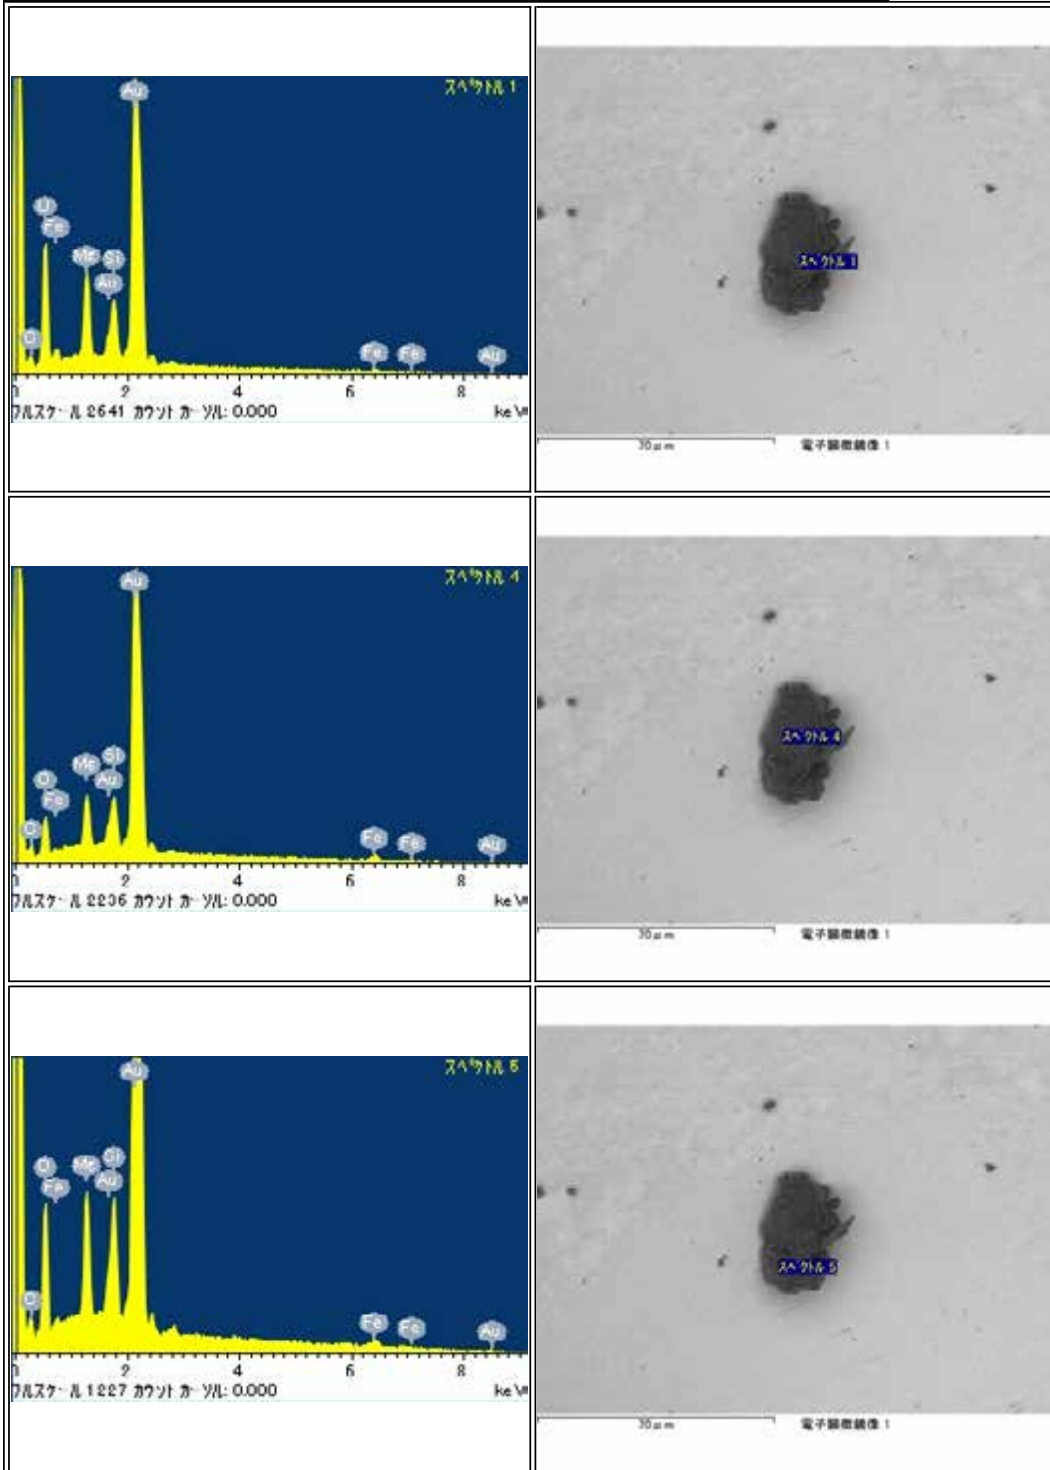 スペクトル 1
Au
O
Fe
Mg Si
Au
C
Fe Fe Au
2 4 6 8
フルスケール 2641 カウント カーソル: 0.000 keV
スペクトル 1
電子顕微鏡像 1
スペクトル 4
Au
Si
Mg
O Au
Fe
C
Fe Fe Au
2 4 6 8
フルスケール 2236 カウント カーソル: 0.000 keV
スペクトル 4
電子顕微鏡像 1
スペクトル 5
Au
Si
O Mg
Fe Au
C
Fe Fe Au
2 4 6 8
フルスケール 1227 カウント カーソル: 0.000 keV
スペクトル 5
電子顕微鏡像 1